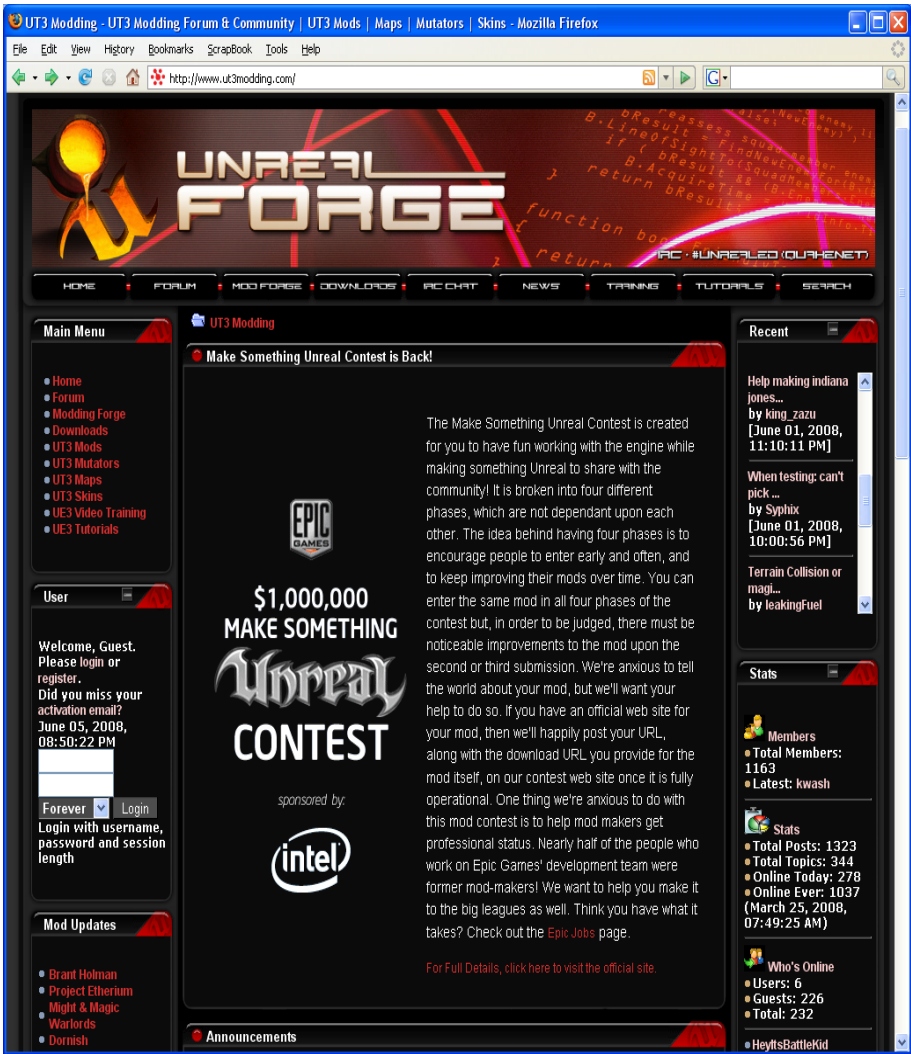 UT3 Modding - UT3 Modding Forum & Community | UT3 Mods | Maps | Mutators | Skins - Mozilla Firefox
File Edit View History Bookmarks ScrapBook Tools Help
http://www.ut3modding.com/
G
UNREAL
FORGE
reassess
bResult = FindNewEnemy
B.LineOfSightTo(
if ( bResult
B.AcquireTime
return bResult
}
function
{
return
IRC - #UNREALED (QUAKENET)
HOME FORUM MOD FORGE DOWNLOADS IRC CHAT NEWS TRAINING TUTORIALS SEARCH
Main Menu
Home
Forum
Modding Forge
Downloads
UT3 Mods
UT3 Mutators
UT3 Maps
UT3 Skins
UE3 Video Training
UE3 Tutorials
User
Welcome, Guest.
Please login or
register.
Did you miss your
activation email?
June 05, 2008,
08:50:22 PM
Forever Login
Login with username,
password and session
length
Mod Updates
Brant Holman
Project Etherium
Might & Magic
Warlords
Dornish
UT3 Modding
Make Something Unreal Contest is Back!
EPIC
GAMES
$1,000,000
MAKE SOMETHING
Unreal
CONTEST
sponsored by:
intel
The Make Something Unreal Contest is created
for you to have fun working with the engine while
making something Unreal to share with the
community! It is broken into four different
phases, which are not dependant upon each
other. The idea behind having four phases is to
encourage people to enter early and often, and
to keep improving their mods over time. You can
enter the same mod in all four phases of the
contest but, in order to be judged, there must be
noticeable improvements to the mod upon the
second or third submission. We're anxious to tell
the world about your mod, but we'll want your
help to do so. If you have an official web site for
your mod, then we'll happily post your URL,
along with the download URL you provide for the
mod itself, on our contest web site once it is fully
operational. One thing we're anxious to do with
this mod contest is to help mod makers get
professional status. Nearly half of the people who
work on Epic Games' development team were
former mod-makers! We want to help you make it
to the big leagues as well. Think you have what it
takes? Check out the Epic Jobs page.
For Full Details, click here to visit the official site.
Announcements
Recent
Help making indiana
jones...
by king_zazu
[June 01, 2008,
11:10:11 PM]
When testing: can't
pick ...
by Syphix
[June 01, 2008,
10:00:56 PM]
Terrain Collision or
magi...
by leakingFuel
Stats
Members
Total Members:
1163
Latest: kwash
Stats
Total Posts: 1323
Total Topics: 344
Online Today: 278
Online Ever: 1037
(March 25, 2008,
07:49:25 AM)
Who's Online
Users: 6
Guests: 226
Total: 232
HeyItsBattleKid